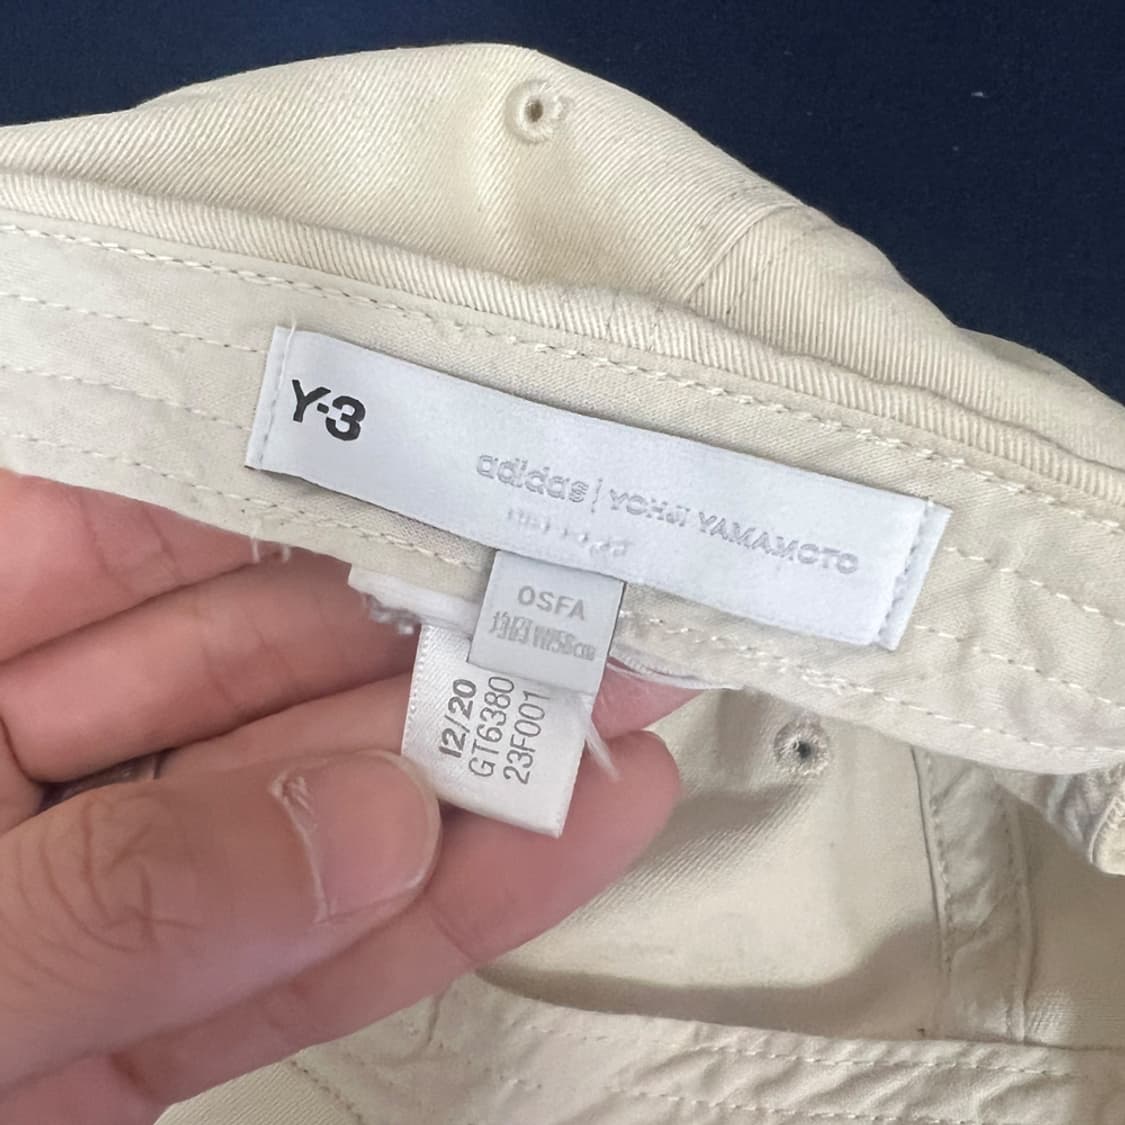 Y-3
adidas | YOHJI YAMAMOTO
OSFA
12/20
GT6380
23F001